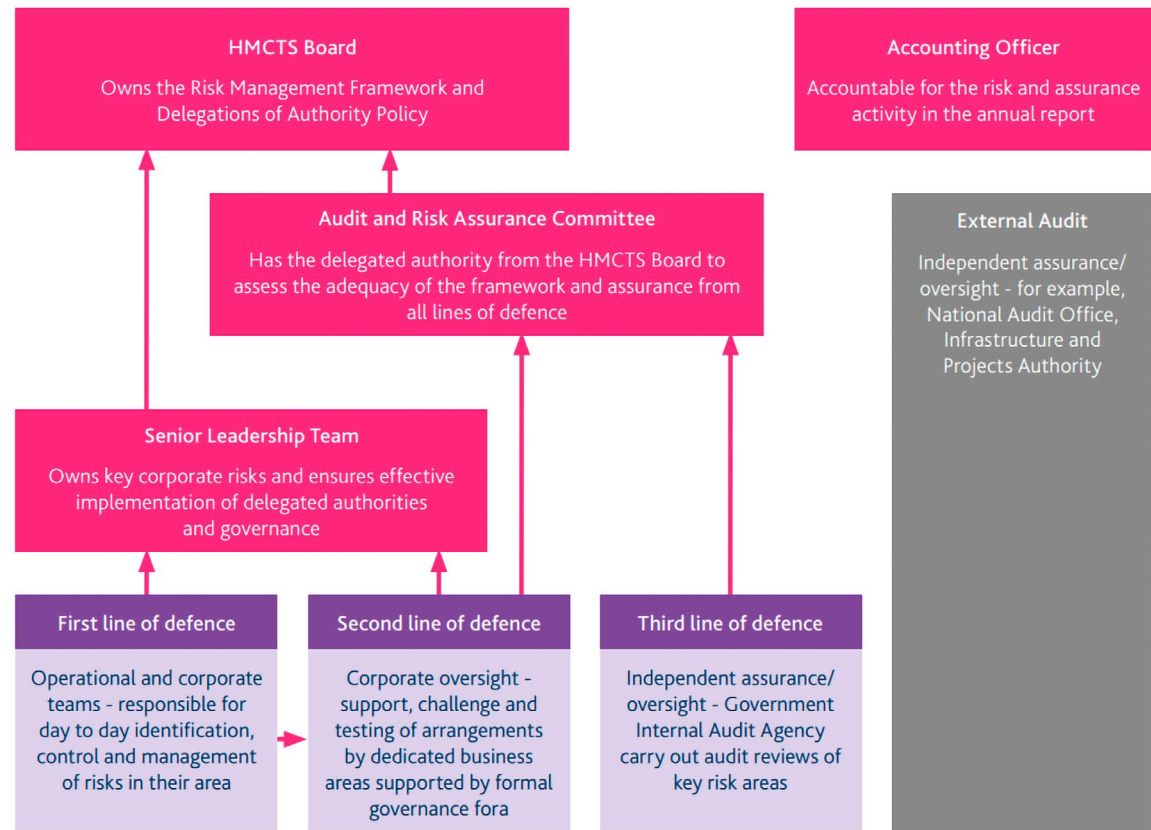 HMCTS Board
Owns the Risk Management Framework and
Delegations of Authority Policy
Accounting Officer
Accountable for the risk and assurance
activity in the annual report
Audit and Risk Assurance Committee
Has the delegated authority from the HMCTS Board to
assess the adequacy of the framework and assurance from
all lines of defence
External Audit
Independent assurance/
oversight - for example,
National Audit Office,
Infrastructure and
Projects Authority
Senior Leadership Team
Owns key corporate risks and ensures effective
implementation of delegated authorities
and governance
First line of defence
Operational and corporate
teams - responsible for
day to day identification,
control and management
of risks in their area
Second line of defence
Corporate oversight -
support, challenge and
testing of arrangements
by dedicated business
areas supported by formal
governance fora
Third line of defence
Independent assurance/
oversight - Government
Internal Audit Agency
carry out audit reviews of
key risk areas